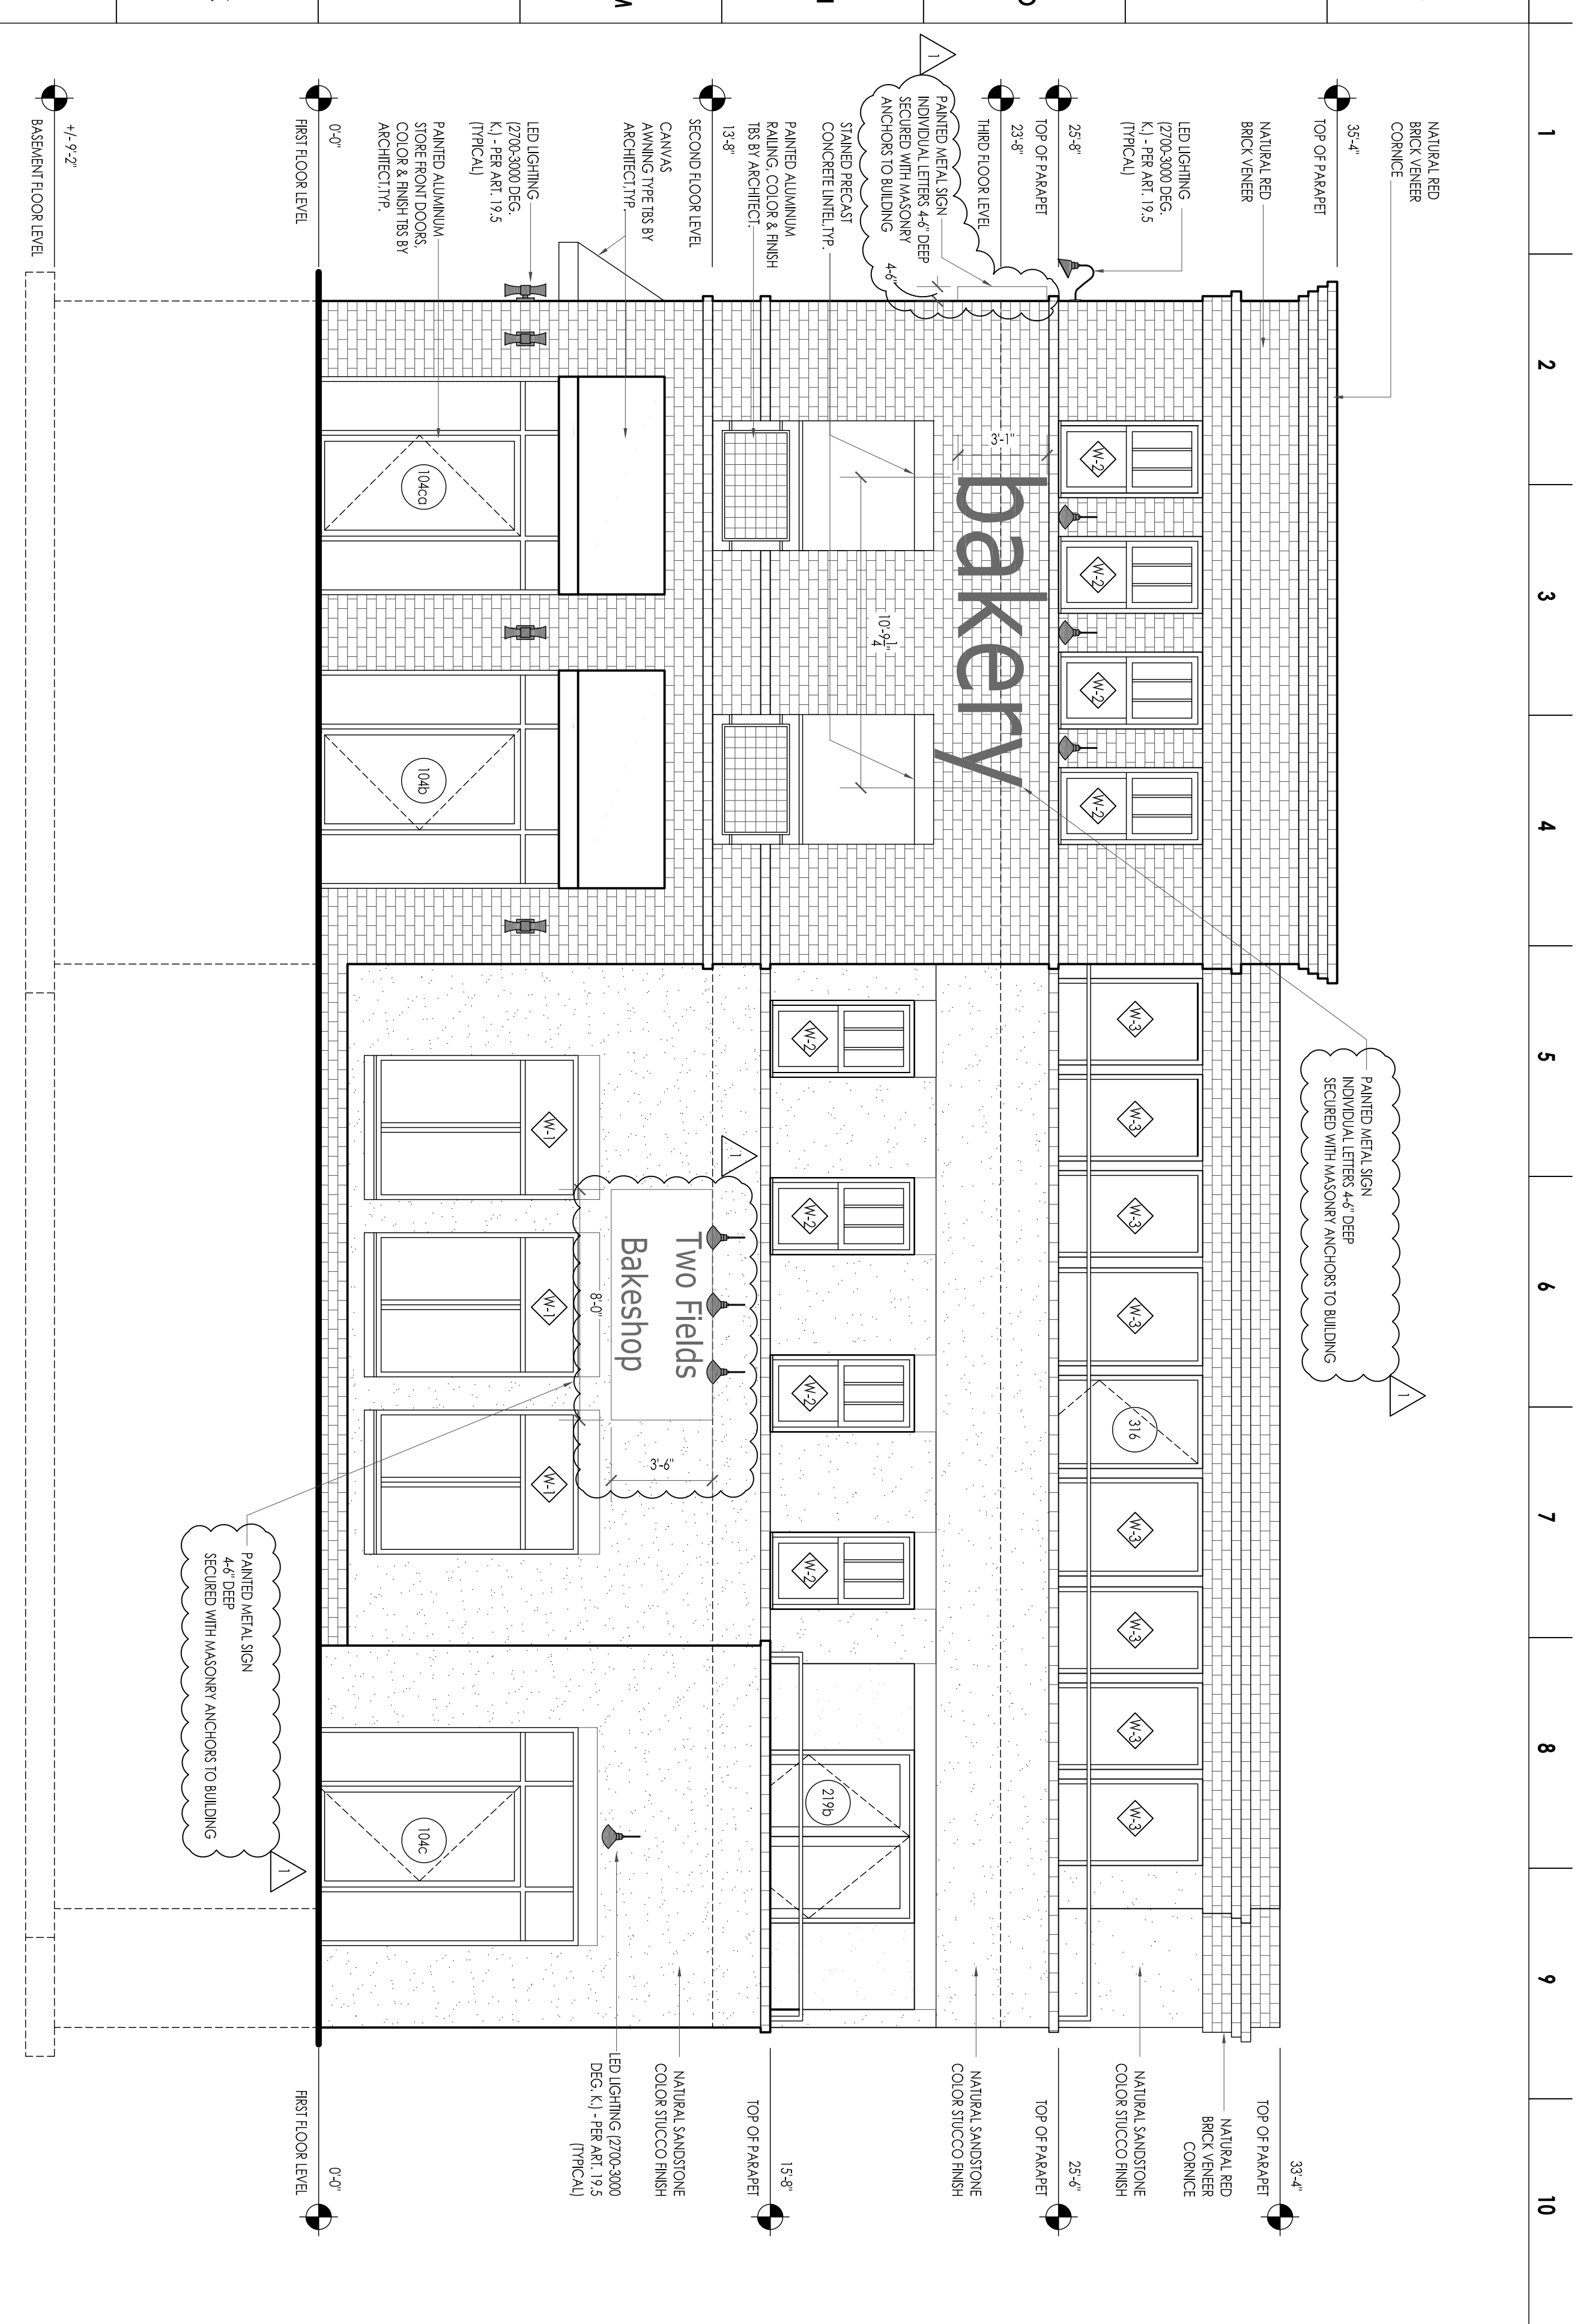 1
2
3
4
5
6
7
8
9
10
NATURAL RED
BRICK VENEER
CORNICE
35'-4"
TOP OF PARAPET
NATURAL RED
BRICK VENEER
LED LIGHTING
(2700-3000 DEG.
K.) - PER ART. 19.5
(TYPICAL)
25'-8"
TOP OF PARAPET
23'-8"
THIRD FLOOR LEVEL
1
PAINTED METAL SIGN
INDIVIDUAL LETTERS 4-6" DEEP
SECURED WITH MASONRY
ANCHORS TO BUILDING
4-6"
STAINED PRECAST
CONCRETE LINTEL,TYP.
PAINTED ALUMINUM
RAILING, COLOR & FINISH
TBS BY ARCHITECT.
13'-8"
SECOND FLOOR LEVEL
CANVAS
AWNING TYPE TBS BY
ARCHITECT,TYP.
LED LIGHTING
(2700-3000 DEG.
K.) - PER ART. 19.5
(TYPICAL)
PAINTED ALUMINUM
STORE FRONT DOORS,
COLOR & FINISH TBS BY
ARCHITECT,TYP.
0'-0"
FIRST FLOOR LEVEL
+/- 9'-2"
BASEMENT FLOOR LEVEL
W-2
W-2
W-2
W-2
3'-1"
bakery
10'-9 1/4"
104ca
104b
PAINTED METAL SIGN
INDIVIDUAL LETTERS 4-6" DEEP
SECURED WITH MASONRY ANCHORS TO BUILDING
1
W-3
W-3
W-3
W-3
316
W-3
W-3
W-3
W-3
W-2
W-2
W-2
W-2
219b
1
Two Fields
Bakeshop
3'-6"
8'-0"
W-1
W-1
W-1
104c
PAINTED METAL SIGN
4-6" DEEP
SECURED WITH MASONRY ANCHORS TO BUILDING
1
33'-4"
TOP OF PARAPET
NATURAL RED
BRICK VENEER
CORNICE
NATURAL SANDSTONE
COLOR STUCCO FINISH
25'-6"
TOP OF PARAPET
NATURAL SANDSTONE
COLOR STUCCO FINISH
15'-8"
TOP OF PARAPET
NATURAL SANDSTONE
COLOR STUCCO FINISH
LED LIGHTING (2700-3000
DEG. K.) - PER ART. 19.5
(TYPICAL)
0'-0"
FIRST FLOOR LEVEL